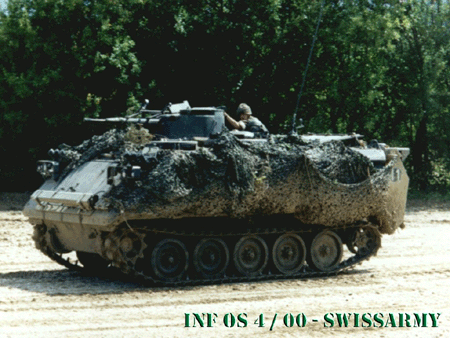 INF OS 4 / 00 - SWISSARMY